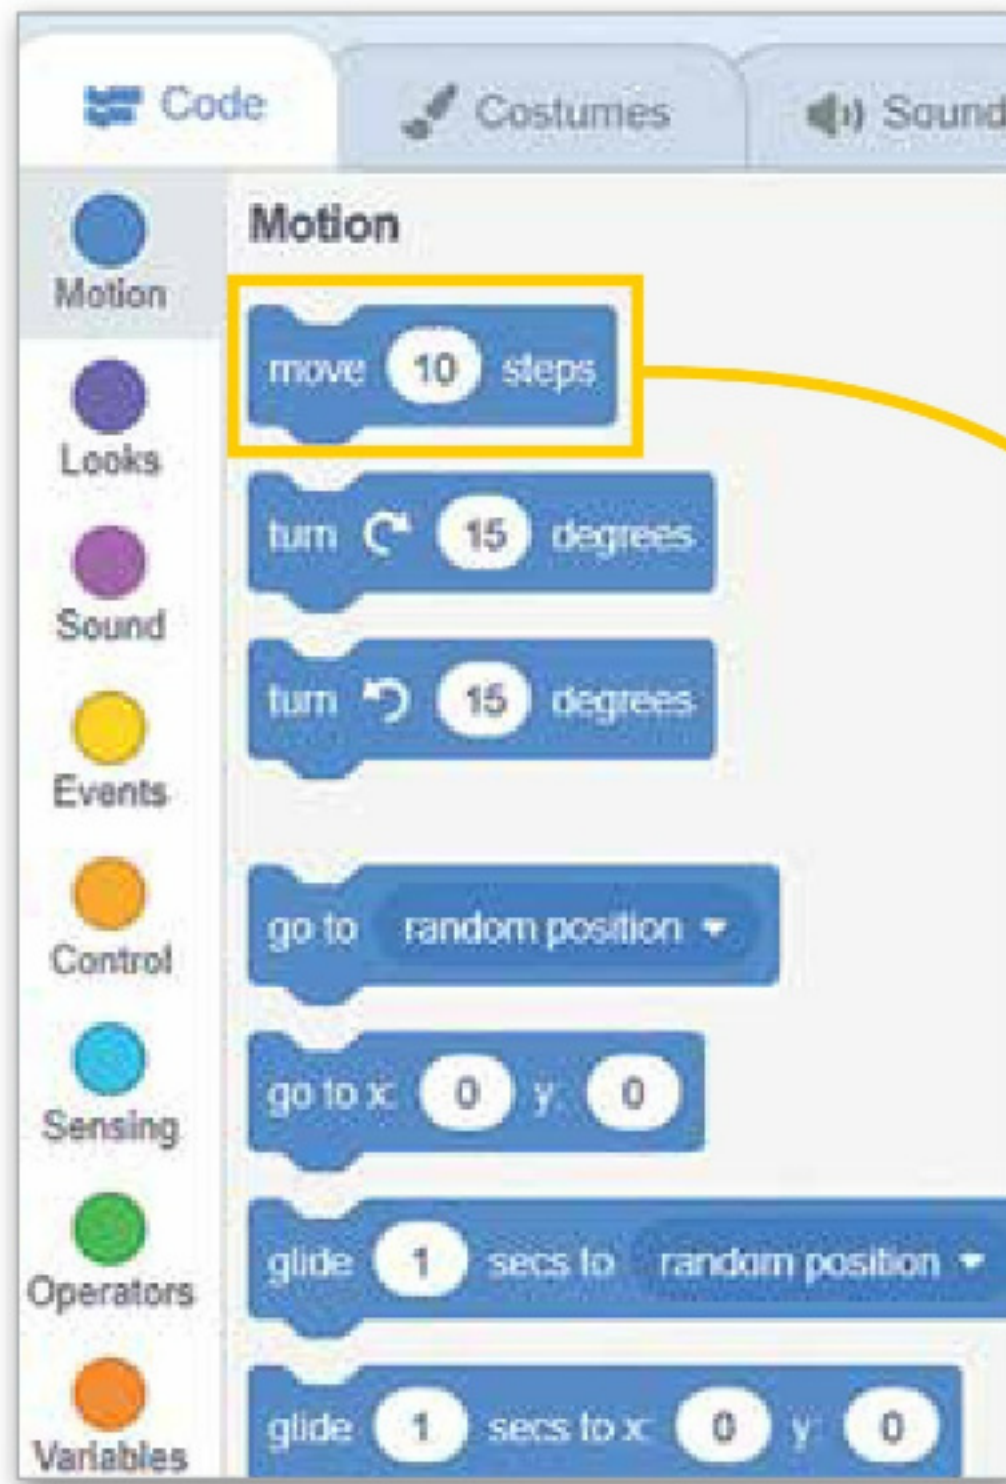 Code Costumes Sound
Motion
Motion
Looks
Sound
Events
Control
Sensing
Operators
Variables
move 10 steps
turn 15 degrees
turn 15 degrees
go to random position
go to x: 0 y: 0
glide 1 secs to random position
glide 1 secs to x: 0 y: 0